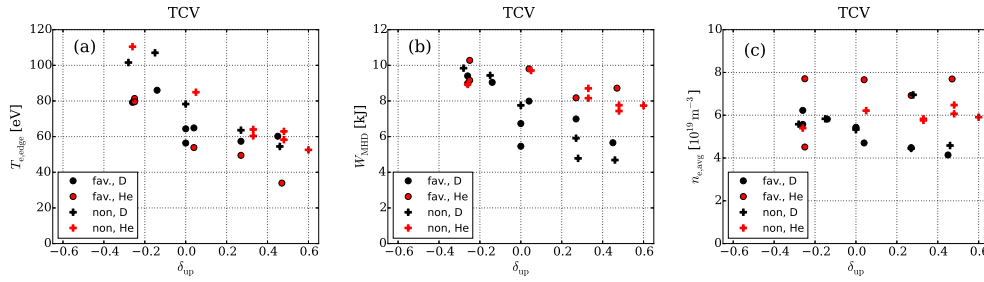 TCV
(a)
T_e,edge [eV]
120
100
80
60
40
20
0
fav., D
fav., He
non, D
non, He
−0.6 −0.4 −0.2 0.0 0.2 0.4 0.6
δ_up
TCV
(b)
W_MHD [kJ]
12
10
8
6
4
2
0
fav., D
fav., He
non, D
non, He
−0.6 −0.4 −0.2 0.0 0.2 0.4 0.6
δ_up
TCV
(c)
n_e,avg [10^19 m^−3]
10
8
6
4
2
0
fav., D
fav., He
non, D
non, He
−0.6 −0.4 −0.2 0.0 0.2 0.4 0.6
δ_up